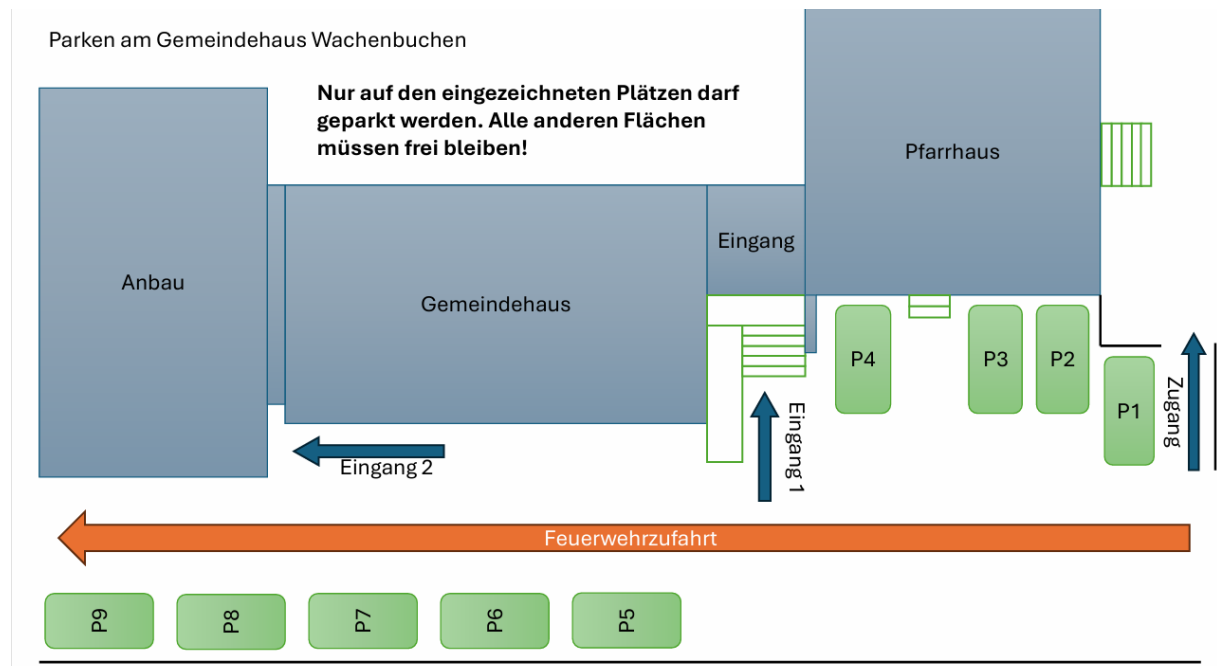 Parken am Gemeindehaus Wachenbuchen
Nur auf den eingezeichneten Plätzen darf
geparkt werden. Alle anderen Flächen
müssen frei bleiben!
Pfarrhaus
Eingang
Anbau
Gemeindehaus
P4
P3
P2
P1
Zugang
Eingang 1
Eingang 2
Feuerwehrzufahrt
P9
P8
P7
P6
P5